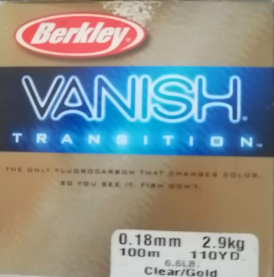 Berkley®
VANISH®
TRANSITION™
THE ONLY FLUOROCARBON THAT CHANGES COLOR,
SO YOU SEE IT. FISH DON'T.
0.18mm 2.9kg
100m 110YD.
6.6LB.
Clear/Gold